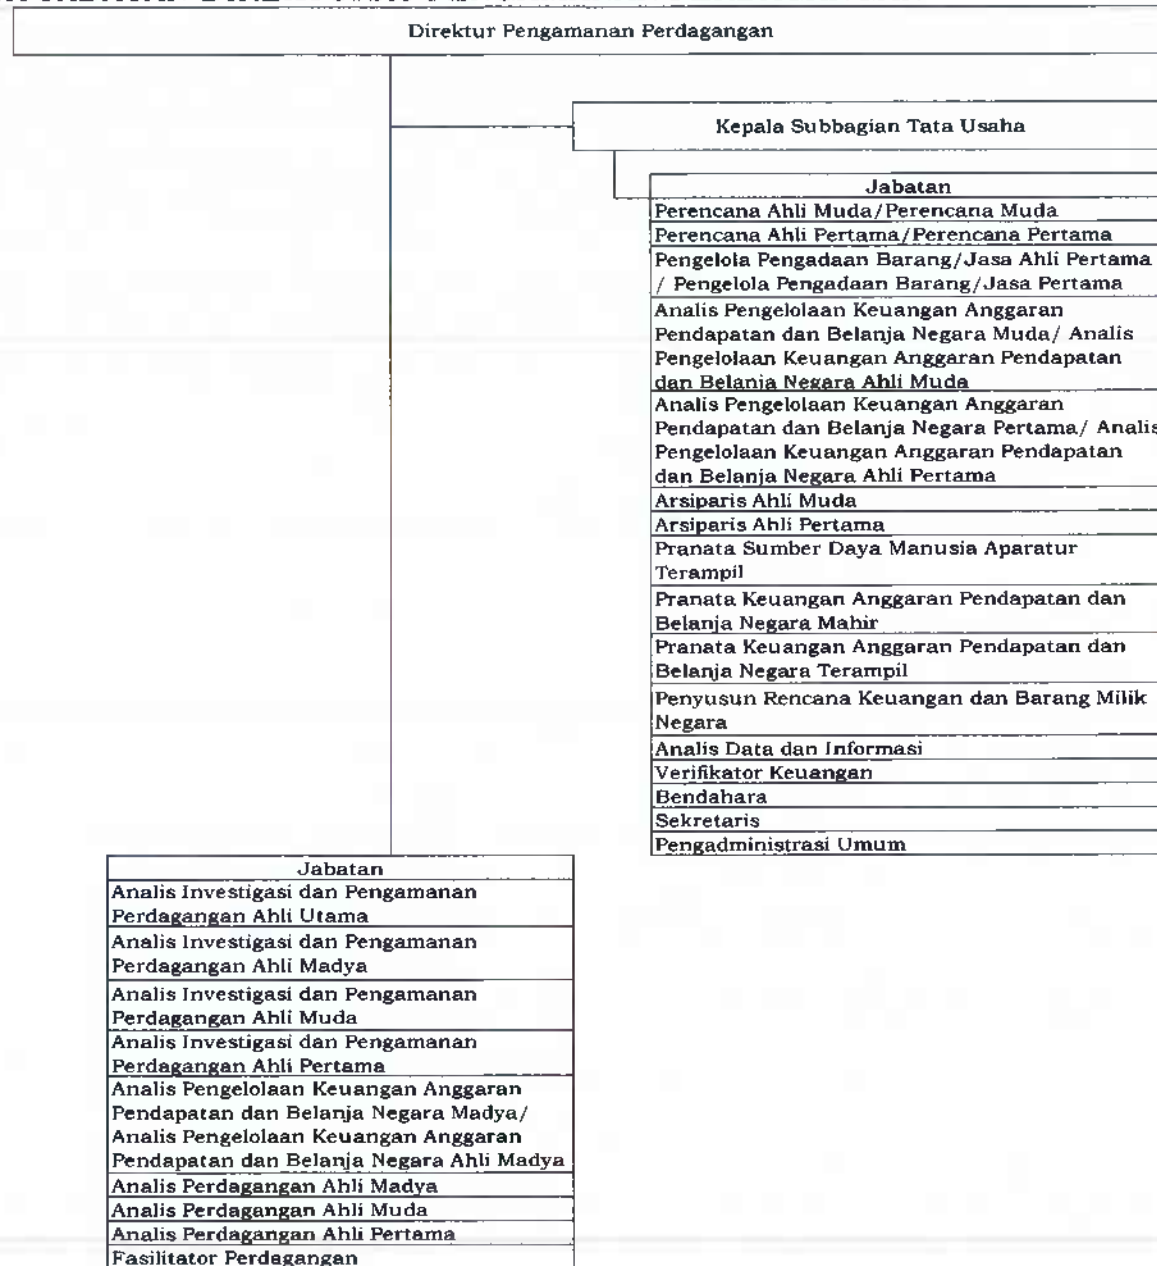 Direktur Pengamanan Perdagangan
Kepala Subbagian Tata Usaha
Jabatan
Perencana Ahli Muda/Perencana Muda
Perencana Ahli Pertama/Perencana Pertama
Pengelola Pengadaan Barang/Jasa Ahli Pertama
/ Pengelola Pengadaan Barang/Jasa Pertama
Analis Pengelolaan Keuangan Anggaran
Pendapatan dan Belanja Negara Muda/ Analis
Pengelolaan Keuangan Anggaran Pendapatan
dan Belanja Negara Ahli Muda
Analis Pengelolaan Keuangan Anggaran
Pendapatan dan Belanja Negara Pertama/ Analis
Pengelolaan Keuangan Anggaran Pendapatan
dan Belanja Negara Ahli Pertama
Arsiparis Ahli Muda
Arsiparis Ahli Pertama
Pranata Sumber Daya Manusia Aparatur
Terampil
Pranata Keuangan Anggaran Pendapatan dan
Belanja Negara Mahir
Pranata Keuangan Anggaran Pendapatan dan
Belanja Negara Terampil
Penyusun Rencana Keuangan dan Barang Milik
Negara
Analis Data dan Informasi
Verifikator Keuangan
Bendahara
Sekretaris
Pengadministrasi Umum
Jabatan
Analis Investigasi dan Pengamanan
Perdagangan Ahli Utama
Analis Investigasi dan Pengamanan
Perdagangan Ahli Madya
Analis Investigasi dan Pengamanan
Perdagangan Ahli Muda
Analis Investigasi dan Pengamanan
Perdagangan Ahli Pertama
Analis Pengelolaan Keuangan Anggaran
Pendapatan dan Belanja Negara Madya/
Analis Pengelolaan Keuangan Anggaran
Pendapatan dan Belanja Negara Ahli Madya
Analis Perdagangan Ahli Madya
Analis Perdagangan Ahli Muda
Analis Perdagangan Ahli Pertama
Fasilitator Perdagangan